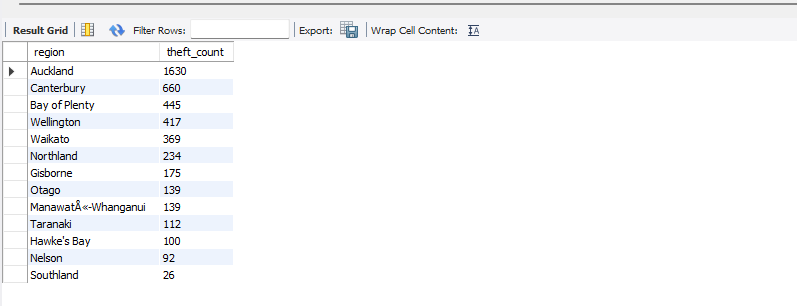 Result Grid Filter Rows: Export: Wrap Cell Content:
region theft_count
Auckland 1630
Canterbury 660
Bay of Plenty 445
Wellington 417
Waikato 369
Northland 234
Gisborne 175
Otago 139
ManawatÅ«-Whanganui 139
Taranaki 112
Hawke's Bay 100
Nelson 92
Southland 26